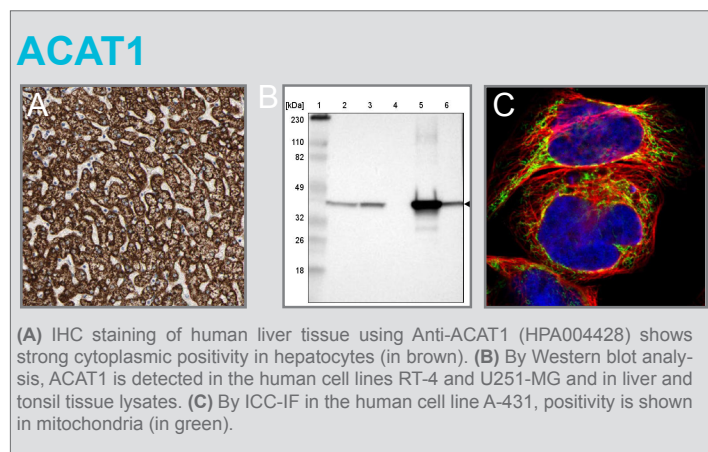 ACAT1
A
B
C
[kDa] 1 2 3 4 5 6
230
110
82
49
32
26
18
(A) IHC staining of human liver tissue using Anti-ACAT1 (HPA004428) shows
strong cytoplasmic positivity in hepatocytes (in brown). (B) By Western blot analy-
sis, ACAT1 is detected in the human cell lines RT-4 and U251-MG and in liver and
tonsil tissue lysates. (C) By ICC-IF in the human cell line A-431, positivity is shown
in mitochondria (in green).